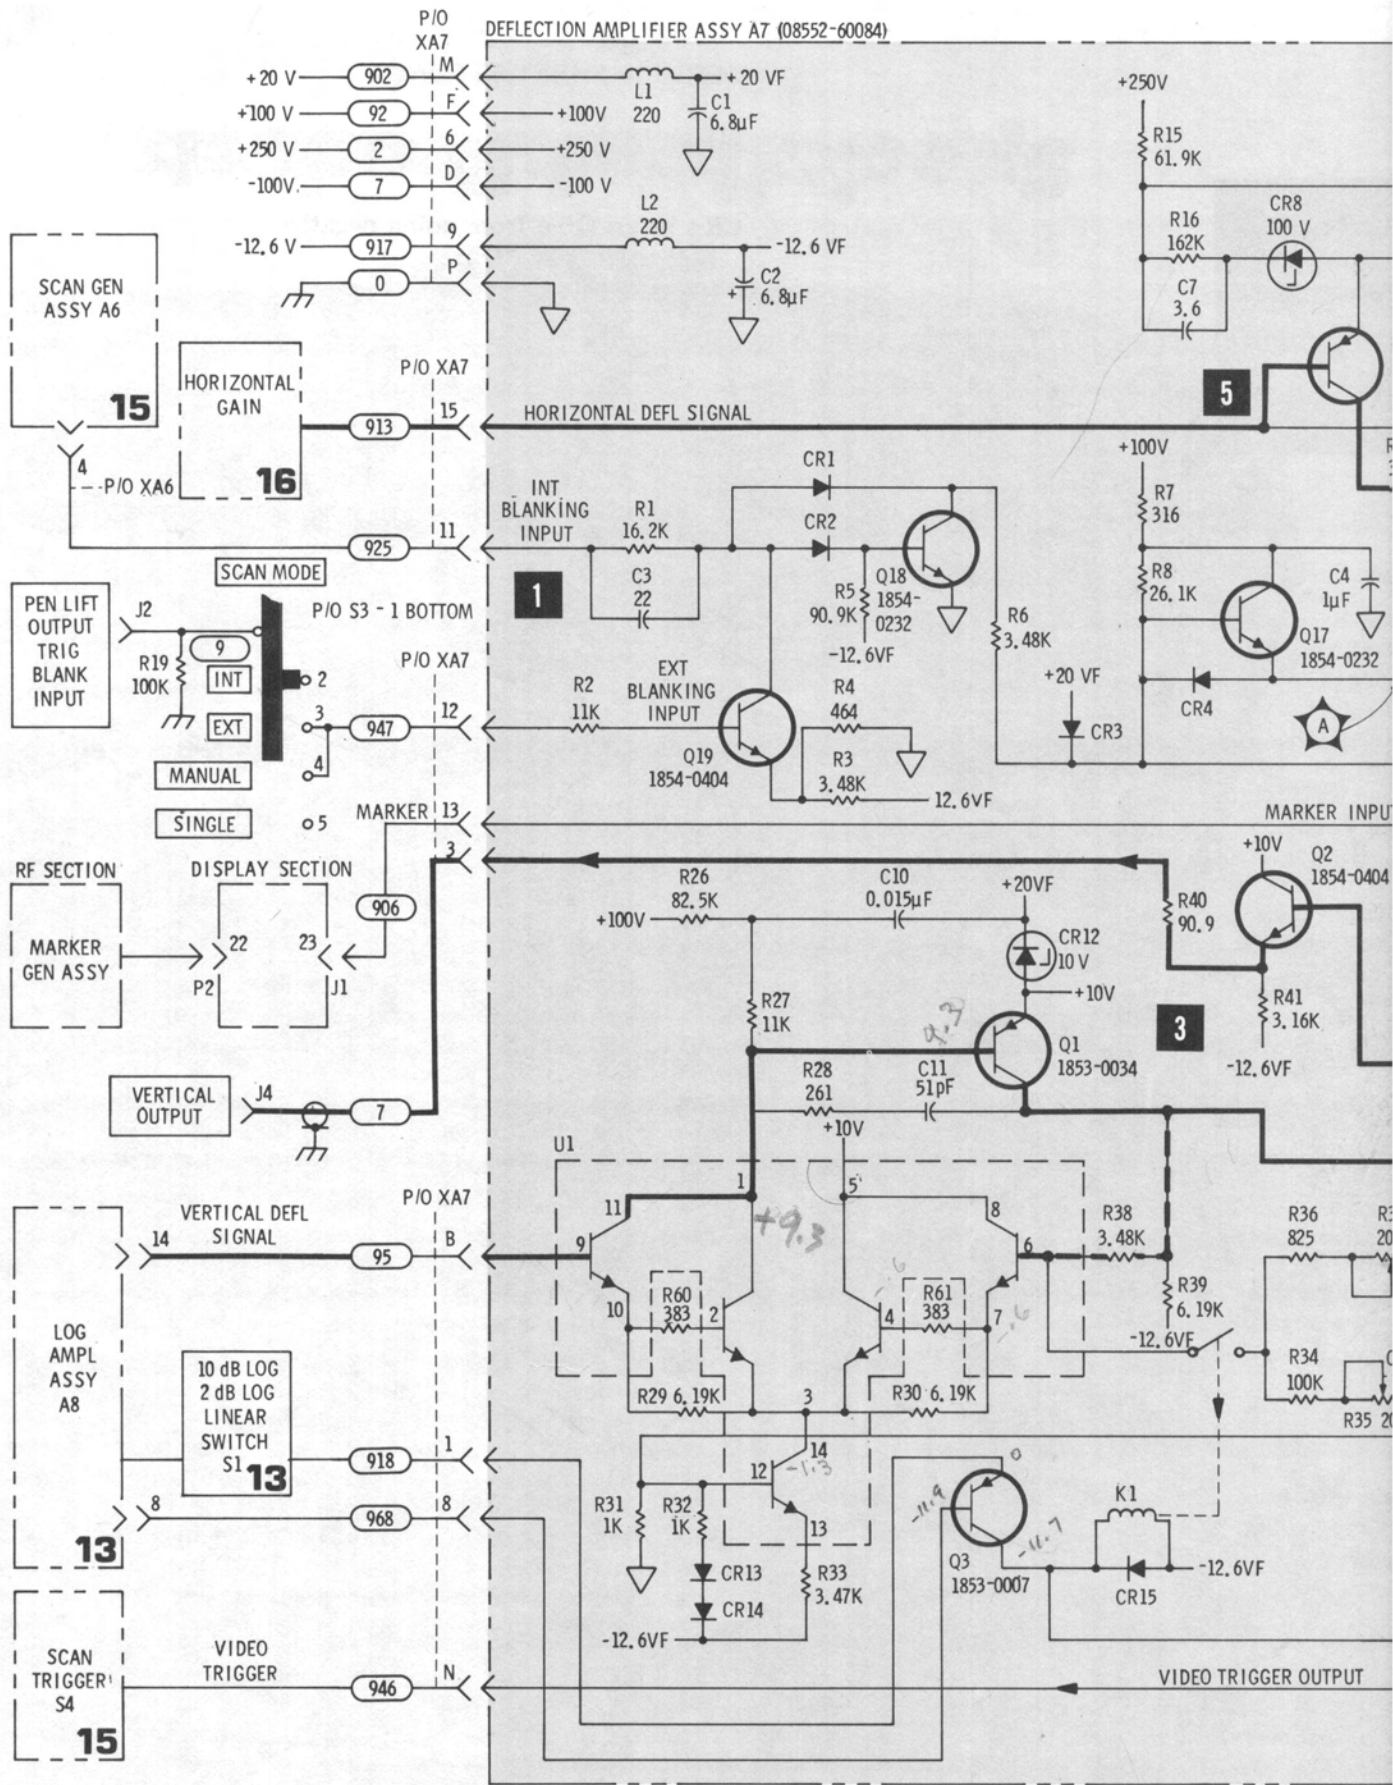 DEFLECTION AMPLIFIER ASSY A7 (08552-60084)
P/O
XA7
+20 V
902
M
+100 V
92
F
+250 V
2
6
-100V.
7
D
-12.6 V
917
9
0
P
L1
220
+20 VF
C1
6.8µF
+100V
+250 V
-100 V
L2
220
-12.6 VF
C2
+
6.8µF
+250V
R15
61.9K
R16
162K
CR8
100 V
C7
3.6
SCAN GEN
ASSY A6
15
HORIZONTAL
GAIN
16
P/O XA7
913
15
HORIZONTAL DEFL SIGNAL
5
4
P/O XA6
925
11
INT
BLANKING
INPUT
1
R1
16.2K
C3
22
CR1
CR2
R5
90.9K
-12.6VF
Q18
1854-
0232
R6
3.48K
+100V
R7
316
R8
26.1K
C4
1µF
Q17
1854-0232
CR4
A
+20 VF
CR3
SCAN MODE
P/O S3 - 1 BOTTOM
PEN LIFT
OUTPUT
TRIG
BLANK
INPUT
J2
R19
100K
9
INT
2
EXT
3
MANUAL
4
SINGLE
5
P/O XA7
947
12
R2
11K
EXT
BLANKING
INPUT
Q19
1854-0404
R4
464
R3
3.48K
12.6VF
MARKER
13
MARKER INPU
3
RF SECTION
DISPLAY SECTION
MARKER
GEN ASSY
22
P2
23
J1
906
R26
82.5K
+100V
C10
0.015µF
+20VF
CR12
10 V
+10V
R27
11K
9.3
Q1
1853-0034
3
R40
90.9
+10V
Q2
1854-0404
R41
3.16K
-12.6VF
R28
261
C11
51pF
VERTICAL
OUTPUT
J4
7
+10V
U1
1
5
11
8
+9.3
P/O XA7
VERTICAL DEFL
SIGNAL
14
95
B
9
6
R38
3.48K
R39
6.19K
-12.6VF
R36
825
R34
100K
R35
10
R60
383
2
4
R61
383
7
-.6
-.6
R29 6.19K
3
R30 6.19K
LOG
AMPL
ASSY
A8
13
10 dB LOG
2 dB LOG
LINEAR
SWITCH
S1
13
918
1
8
968
8
12
14
-1.3
13
R31
1K
R32
1K
CR13
CR14
-12.6VF
R33
3.47K
0
-11.9
-11.7
Q3
1853-0007
K1
CR15
-12.6VF
SCAN
TRIGGER
S4
15
VIDEO
TRIGGER
946
N
VIDEO TRIGGER OUTPUT